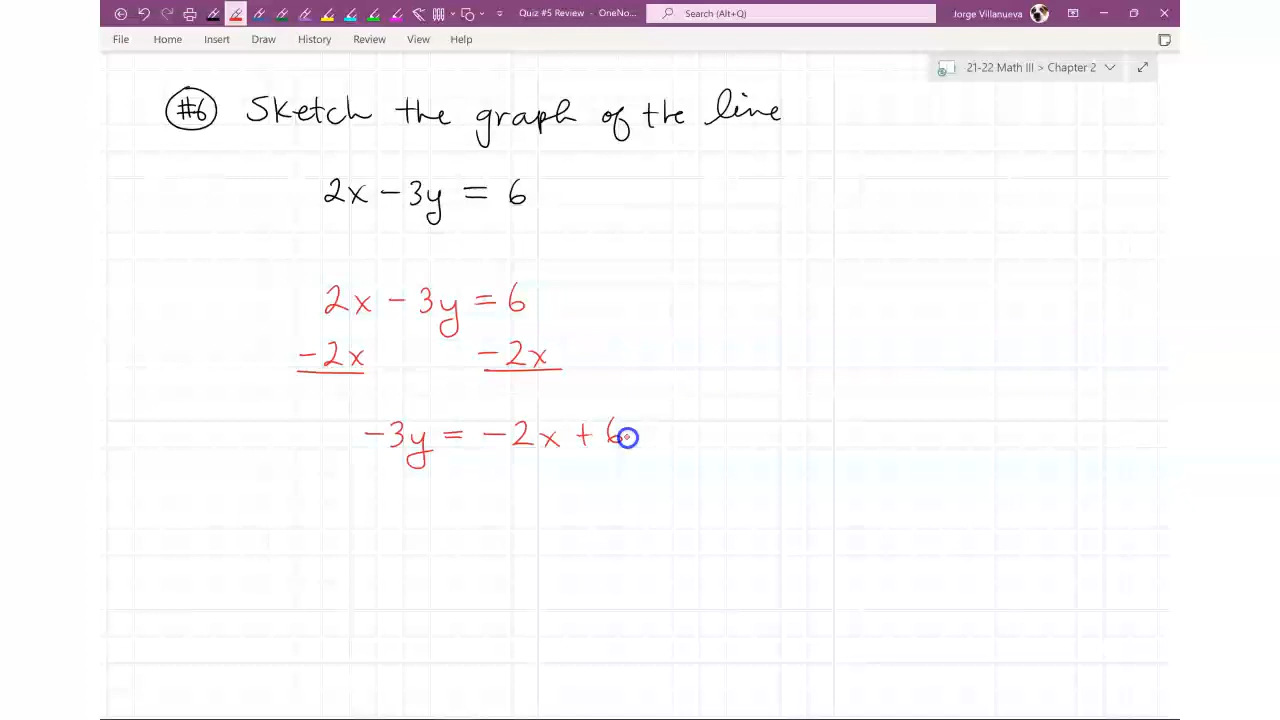 Quiz #5 Review - OneNo...
Search (Alt+Q)
Jorge Villanueva
File Home Insert Draw History Review View Help
21-22 Math III > Chapter 2
#6 Sketch the graph of the line
2x - 3y = 6
2x - 3y = 6
-2x -2x
-3y = -2x + 6